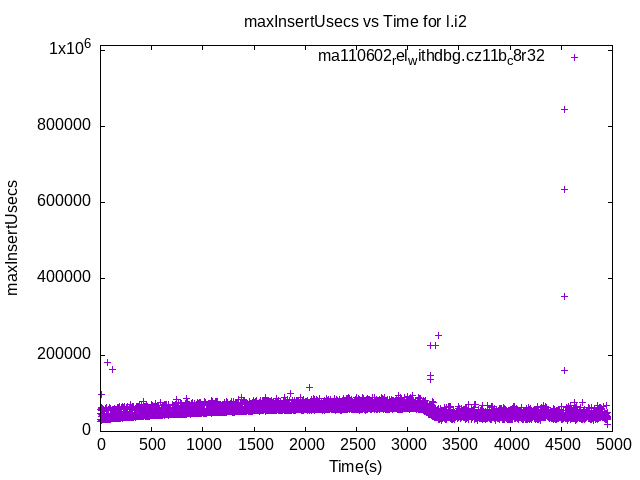 maxInsertUsecs vs Time for l.i2
1x10^6
ma110602_rel_withdbg.cz11b_c8r32
800000
600000
400000
200000
0
maxInsertUsecs
0 500 1000 1500 2000 2500 3000 3500 4000 4500 5000
Time(s)